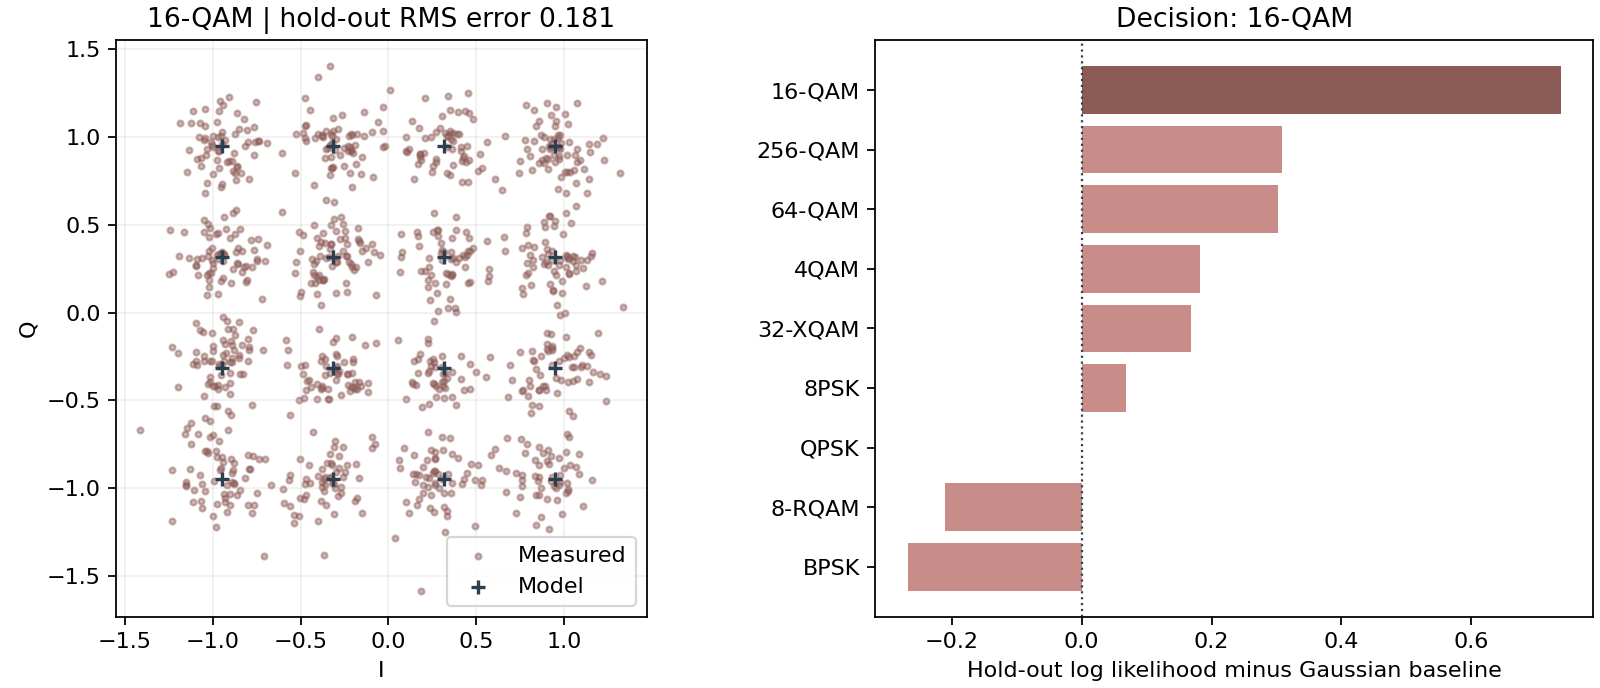 16-QAM | hold-out RMS error 0.181
1.5
1.0
0.5
0.0
−0.5
−1.0
−1.5
Q
−1.5
−1.0
−0.5
0.0
0.5
1.0
I
Measured
Model
Decision: 16-QAM
16-QAM
256-QAM
64-QAM
4QAM
32-XQAM
8PSK
QPSK
8-RQAM
BPSK
−0.2
0.0
0.2
0.4
0.6
Hold-out log likelihood minus Gaussian baseline